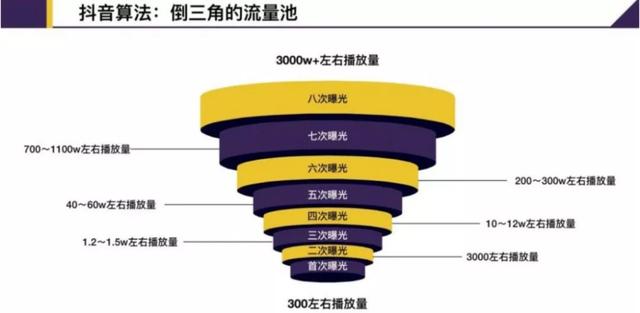 抖音算法：倒三角的流量池
3000w+左右播放量
八次曝光
七次曝光
700～1100w左右播放量
六次曝光
200～300w左右播放量
五次曝光
40～60w左右播放量
四次曝光
10～12w左右播放量
三次曝光
1.2～1.5w左右播放量
二次曝光
3000左右播放量
首次曝光
300左右播放量